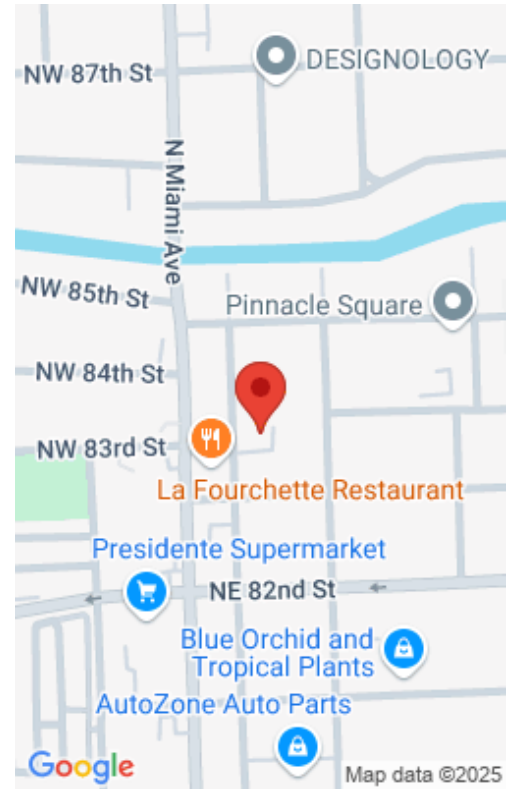 DESIGNOLOGY
NW 87th St
N Miami Ave
NW 85th St
Pinnacle Square
NW 84th St
NW 83rd St
La Fourchette Restaurant
Presidente Supermarket
NE 82nd St
Blue Orchid and
Tropical Plants
AutoZone Auto Parts
Google
Map data ©2025